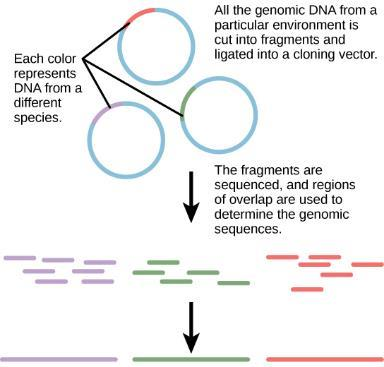 All the genomic DNA from a
particular environment is
cut into fragments and
ligated into a cloning vector.
Each color
represents
DNA from a
different
species.
The fragments are
sequenced, and regions
of overlap are used to
determine the genomic
sequences.